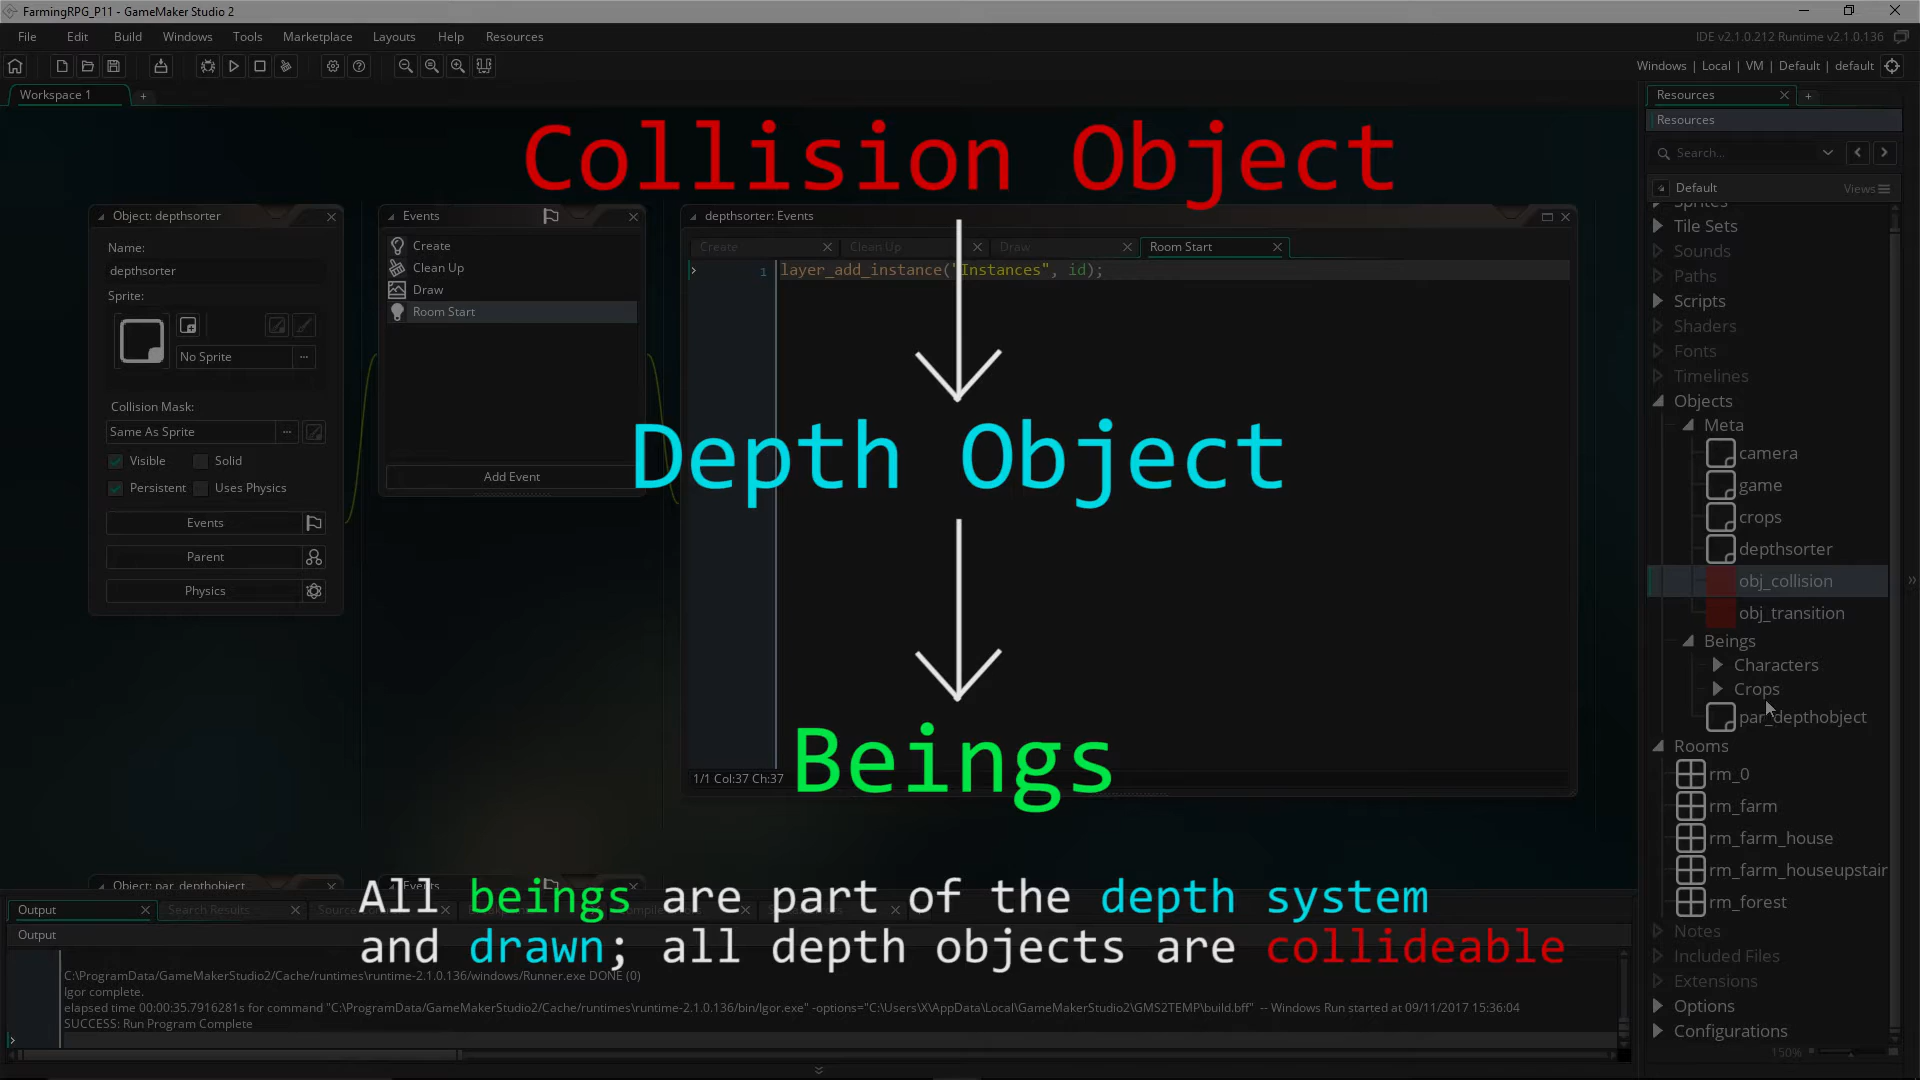 FarmingRPG_P11 - GameMaker Studio 2
File Edit Build Windows Tools Marketplace Layouts Help Resources
IDE v2.1.0.212 Runtime v2.1.0.136
Windows | Local | VM | Default | default
Workspace 1
Collision Object
Depth Object
Beings
All beings are part of the depth system
and drawn; all depth objects are collideable
Object: depthsorter
Name:
depthsorter
Sprite:
No Sprite
Collision Mask:
Same As Sprite
Visible Solid
Persistent Uses Physics
Events
Parent
Physics
Events
Create
Clean Up
Draw
Room Start
Add Event
depthsorter: Events
Create Clean Up Draw Room Start
1 layer_add_instance("Instances", id);
1/1 Col:37 Ch:37
Object: par_depthobject
Events
Output Search Results
Output
C:\ProgramData/GameMakerStudio2/Cache/runtimes\runtime-2.1.0.136/windows/Runner.exe DONE (0)
Igor complete.
elapsed time 00:00:35.7916281s for command "C:\ProgramData/GameMakerStudio2/Cache/runtimes\runtime-2.1.0.136/bin/Igor.exe" -options="C:\Users\X\AppData\Local\GameMakerStudio2\GMS2TEMP\build.bff" -- Windows Run started at 09/11/2017 15:36:04
SUCCESS: Run Program Complete
Resources
Resources
Search...
Default Views
Sprites
Tile Sets
Sounds
Paths
Scripts
Shaders
Fonts
Timelines
Objects
Meta
camera
game
crops
depthsorter
obj_collision
obj_transition
Beings
Characters
Crops
par_depthobject
Rooms
rm_0
rm_farm
rm_farm_house
rm_farm_houseupstair
rm_forest
Notes
Included Files
Extensions
Options
Configurations
150%